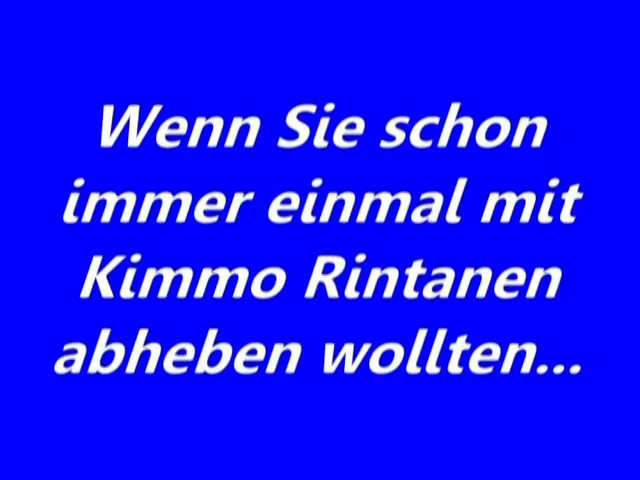 Wenn Sie schon
immer einmal mit
Kimmo Rintanen
abheben wollten...